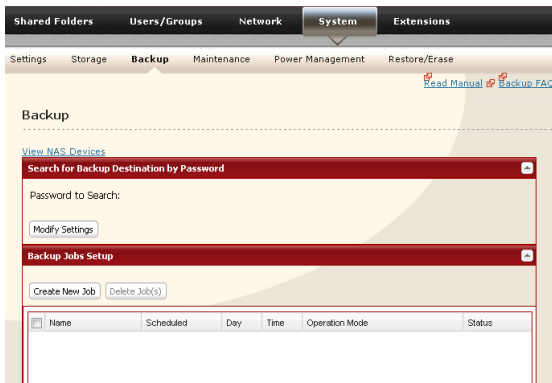 Shared Folders Users/Groups Network System Extensions
Settings Storage Backup Maintenance Power Management Restore/Erase
Read Manual Backup FAQ
Backup
View NAS Devices
Search for Backup Destination by Password
Password to Search:
Modify Settings
Backup Jobs Setup
Create New Job Delete Job(s)
Name Scheduled Day Time Operation Mode Status